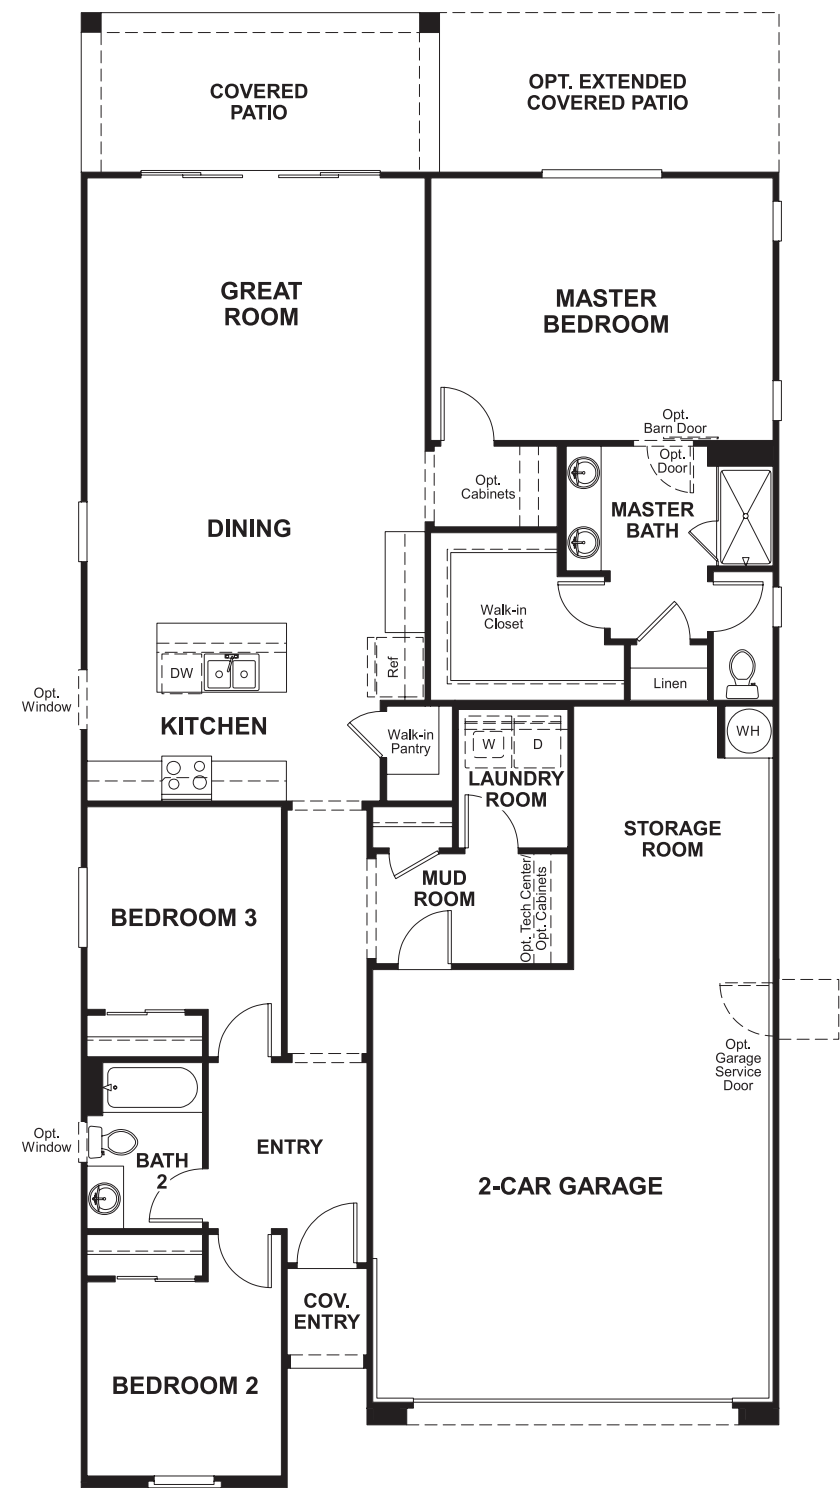 COVERED
PATIO
OPT. EXTENDED
COVERED PATIO
GREAT
ROOM
MASTER
BEDROOM
Opt.
Barn Door
Opt.
Door
Opt.
Cabinets
MASTER
BATH
DINING
Walk-in
Closet
DW
Ref
Linen
Opt.
Window
KITCHEN
Walk-in
Pantry
W
D
WH
LAUNDRY
ROOM
STORAGE
ROOM
MUD
ROOM
Opt. Tech Center/
Opt. Cabinets
BEDROOM 3
Opt.
Garage
Service
Door
Opt.
Window
BATH
2
ENTRY
2-CAR GARAGE
COV.
ENTRY
BEDROOM 2